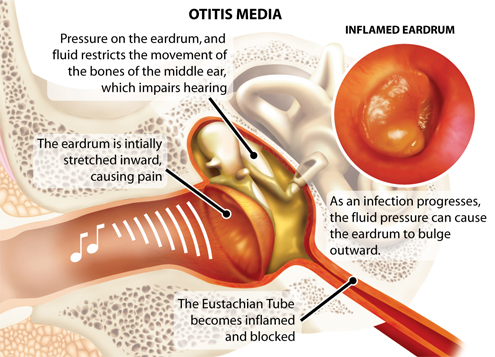 OTITIS MEDIA
Pressure on the eardrum, and
fluid restricts the movement of
the bones of the middle ear,
which impairs hearing
INFLAMED EARDRUM
The eardrum is intially
stretched inward,
causing pain
As an infection progresses,
the fluid pressure can cause
the eardrum to bulge
outward.
The Eustachian Tube
becomes inflamed
and blocked